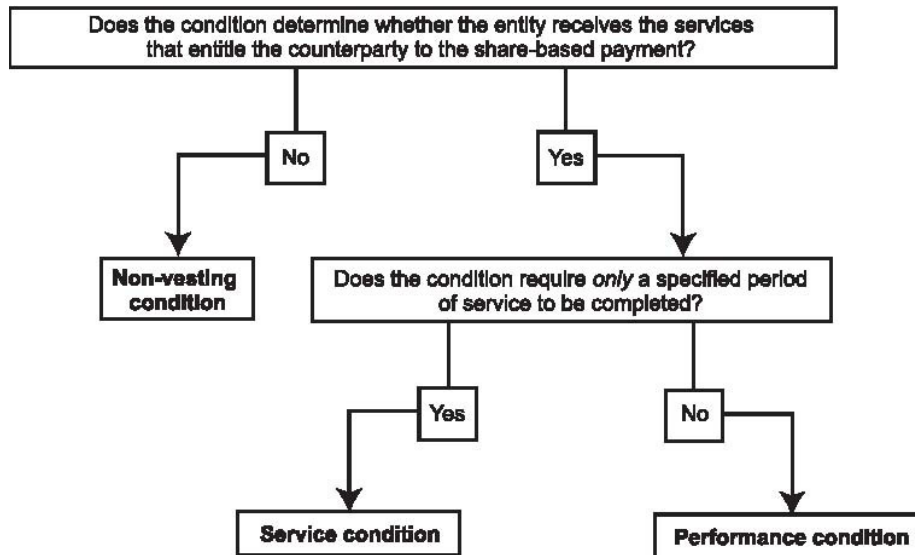 Does the condition determine whether the entity receives the services
that entitle the counterparty to the share-based payment?
No
Yes
Non-vesting
condition
Does the condition require only a specified period
of service to be completed?
Yes
No
Service condition
Performance condition